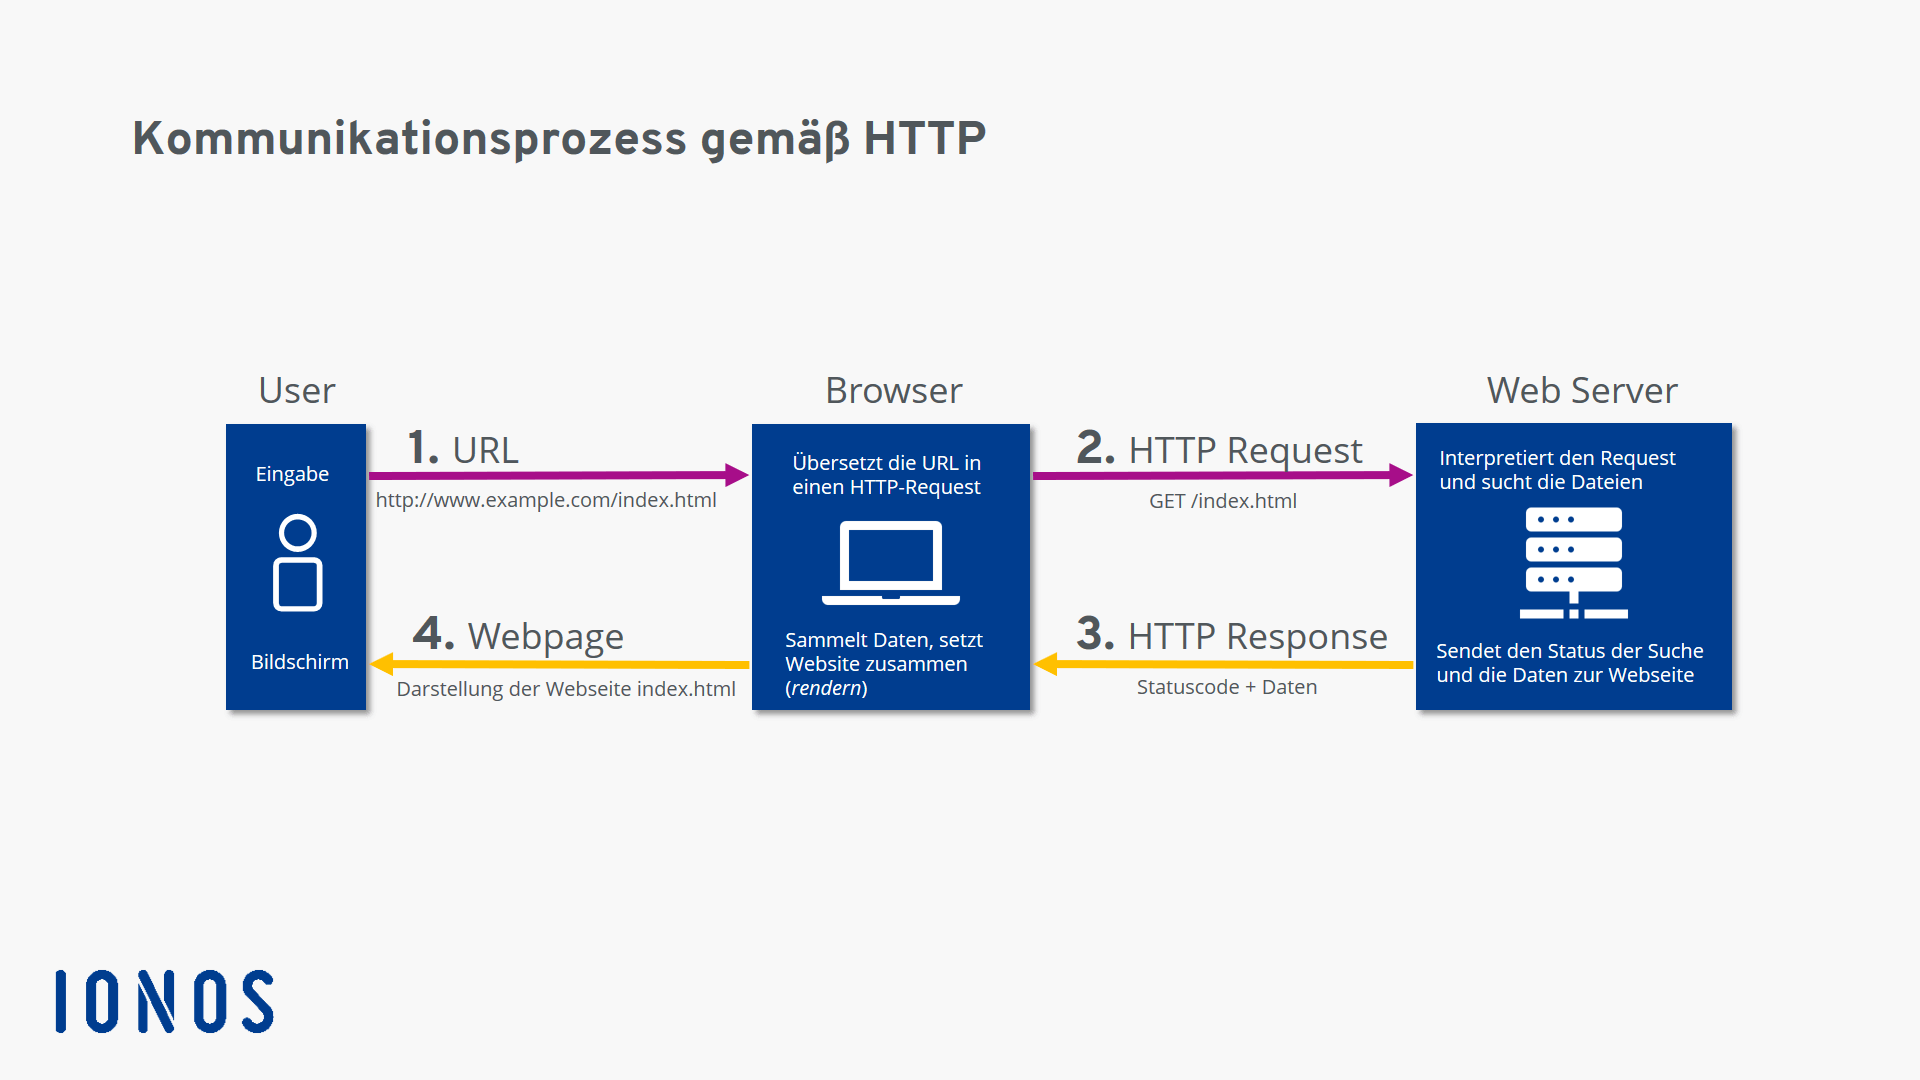 Kommunikationsprozess gemäß HTTP
User
Eingabe
Bildschirm
1. URL
http://www.example.com/index.html
4. Webpage
Darstellung der Webseite index.html
Browser
Übersetzt die URL in
einen HTTP-Request
Sammelt Daten, setzt
Website zusammen
(rendern)
2. HTTP Request
GET /index.html
3. HTTP Response
Statuscode + Daten
Web Server
Interpretiert den Request
und sucht die Dateien
Sendet den Status der Suche
und die Daten zur Webseite
IONOS